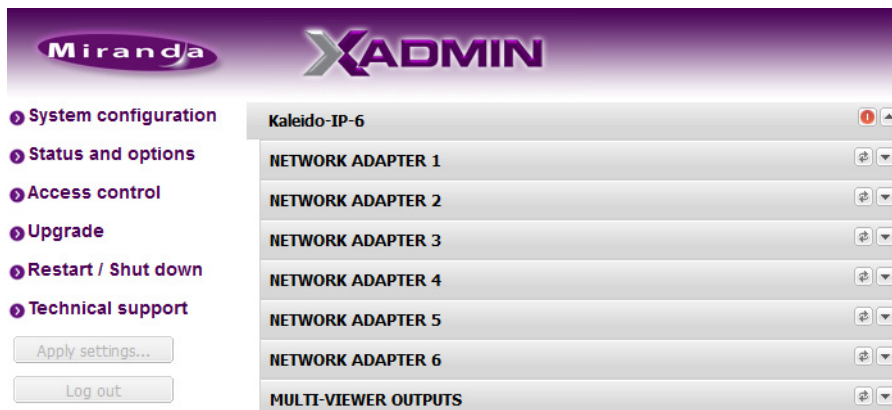 Miranda
XADMIN
System configuration
Status and options
Access control
Upgrade
Restart / Shut down
Technical support
Apply settings...
Log out
Kaleido-IP-6
NETWORK ADAPTER 1
NETWORK ADAPTER 2
NETWORK ADAPTER 3
NETWORK ADAPTER 4
NETWORK ADAPTER 5
NETWORK ADAPTER 6
MULTI-VIEWER OUTPUTS